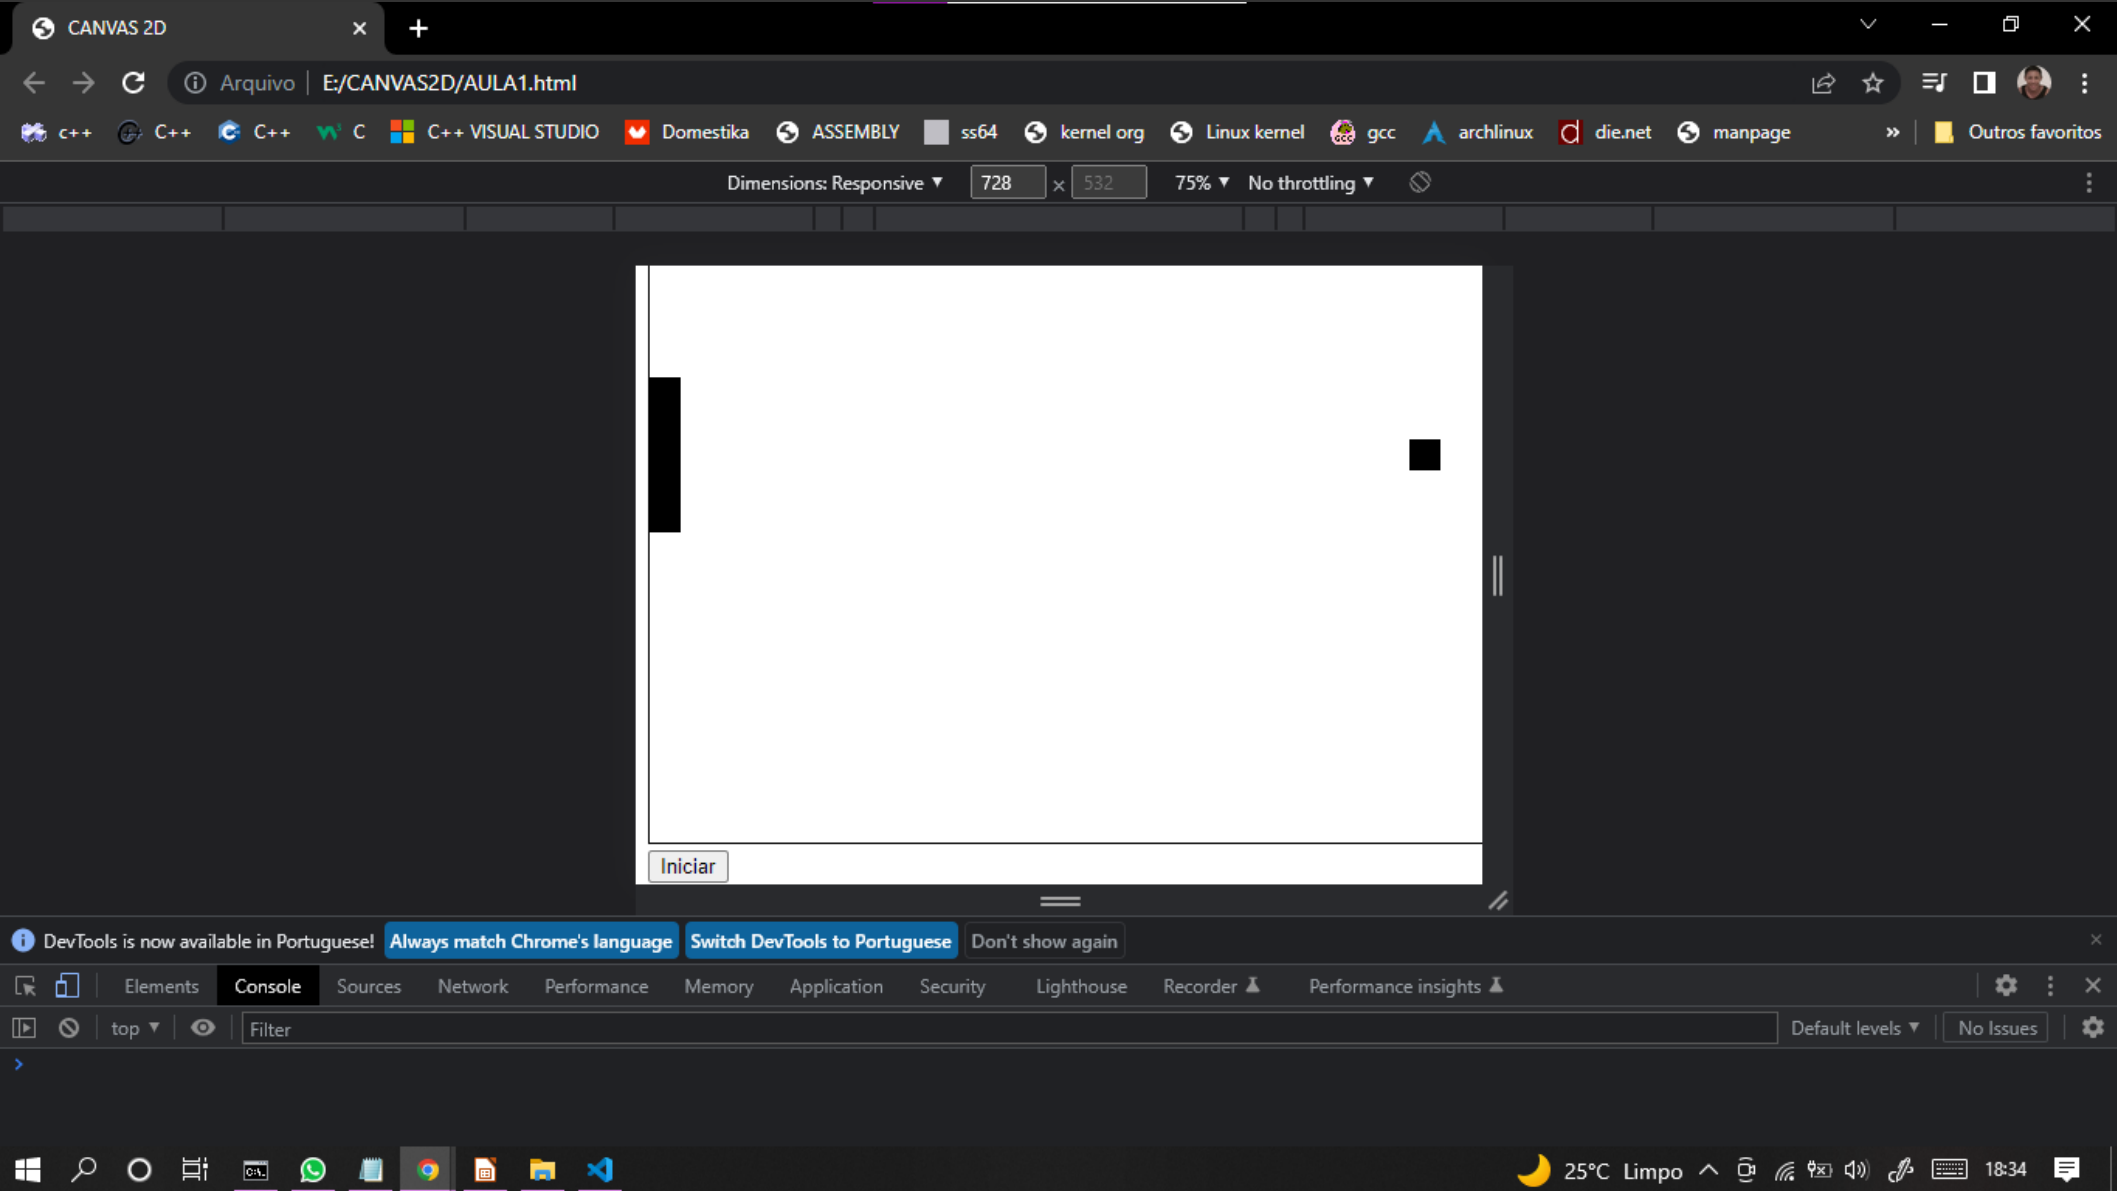 CANVAS 2D
Arquivo E:/CANVAS2D/AULA1.html
c++ C++ C++ C C++ VISUAL STUDIO Domestika ASSEMBLY ss64 kernel org Linux kernel gcc archlinux die.net manpage » Outros favoritos
Dimensions: Responsive 728 × 532 75% No throttling
Iniciar
DevTools is now available in Portuguese! Always match Chrome's language Switch DevTools to Portuguese Don't show again
Elements Console Sources Network Performance Memory Application Security Lighthouse Recorder Performance insights
top Filter Default levels No Issues
25°C Limpo 18:34